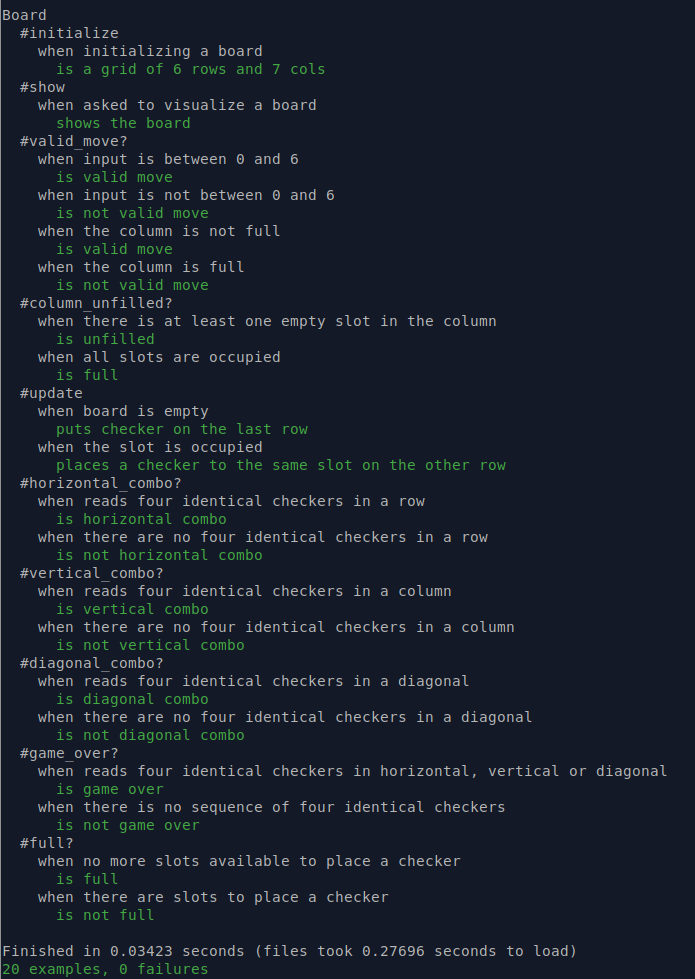 Board
  #initialize
    when initializing a board
      is a grid of 6 rows and 7 cols
  #show
    when asked to visualize a board
      shows the board
  #valid_move?
    when input is between 0 and 6
      is valid move
    when input is not between 0 and 6
      is not valid move
    when the column is not full
      is valid move
    when the column is full
      is not valid move
  #column_unfilled?
    when there is at least one empty slot in the column
      is unfilled
    when all slots are occupied
      is full
  #update
    when board is empty
      puts checker on the last row
    when the slot is occupied
      places a checker to the same slot on the other row
  #horizontal_combo?
    when reads four identical checkers in a row
      is horizontal combo
    when there are no four identical checkers in a row
      is not horizontal combo
  #vertical_combo?
    when reads four identical checkers in a column
      is vertical combo
    when there are no four identical checkers in a column
      is not vertical combo
  #diagonal_combo?
    when reads four identical checkers in a diagonal
      is diagonal combo
    when there are no four identical checkers in a diagonal
      is not diagonal combo
  #game_over?
    when reads four identical checkers in horizontal, vertical or diagonal
      is game over
    when there is no sequence of four identical checkers
      is not game over
  #full?
    when no more slots available to place a checker
      is full
    when there are slots to place a checker
      is not full

Finished in 0.03423 seconds (files took 0.27696 seconds to load)
20 examples, 0 failures